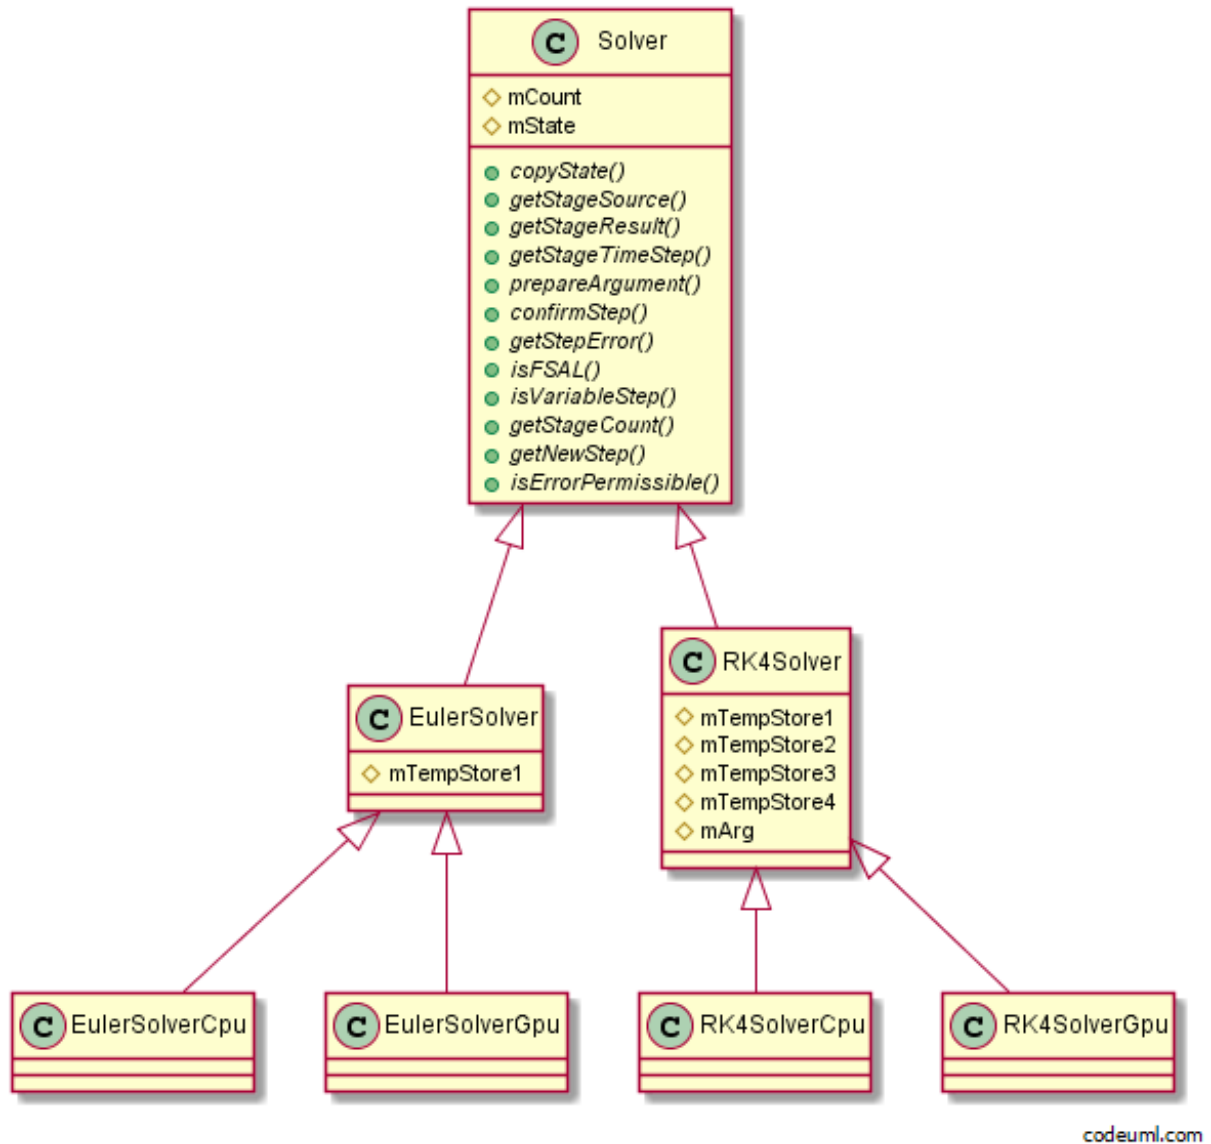 C Solver
mCount
mState
copyState()
getStageSource()
getStageResult()
getStageTimeStep()
prepareArgument()
confirmStep()
getStepError()
isFSAL()
isVariableStep()
getStageCount()
getNewStep()
isErrorPermissible()
C EulerSolver
mTempStore1
C RK4Solver
mTempStore1
mTempStore2
mTempStore3
mTempStore4
mArg
C EulerSolverCpu
C EulerSolverGpu
C RK4SolverCpu
C RK4SolverGpu
codeuml.com